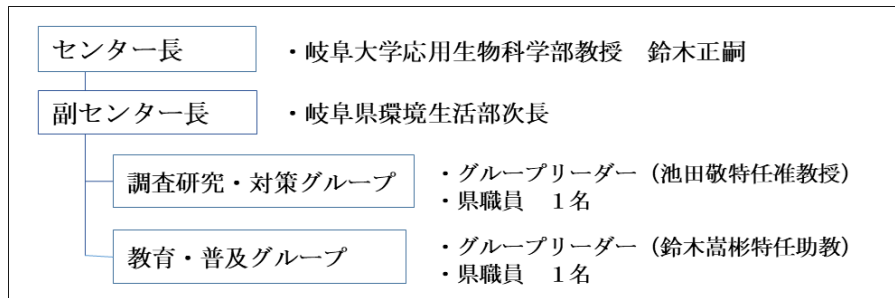 センター長　・岐阜大学応用生物科学部教授　鈴木正嗣
副センター長　・岐阜県環境生活部次長
調査研究・対策グループ　・グループリーダー（池田敬特任准教授）
・県職員　１名
教育・普及グループ　・グループリーダー（鈴木嵩彬特任助教）
・県職員　１名